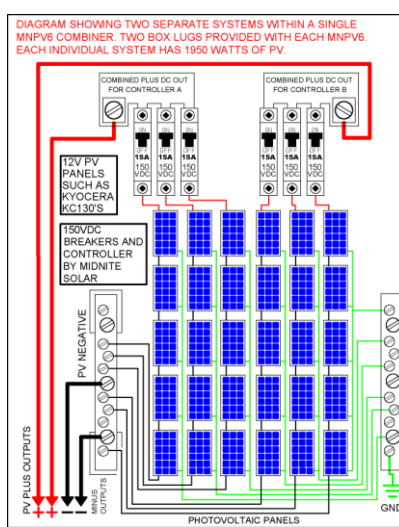 DIAGRAM SHOWING TWO SEPARATE SYSTEMS WITHIN A SINGLE
MNPV6 COMBINER. TWO BOX LUGS PROVIDED WITH EACH MNPV6.
EACH INDIVIDUAL SYSTEM HAS 1950 WATTS OF PV.
COMBINED PLUS DC OUT
FOR CONTROLLER A
COMBINED PLUS DC OUT
FOR CONTROLLER B
ON ON ON
OFF OFF OFF
15A 15A 15A
150 150 150
VDC VDC VDC
ON ON ON
OFF OFF OFF
15A 15A 15A
150 150 150
VDC VDC VDC
12V PV
PANELS
SUCH AS
KYOCERA
KC130'S
150VDC
BREAKERS AND
CONTROLLER
BY MIDNITE
SOLAR
PV NEGATIVE
PV PLUS OUTPUTS
++
MINUS
OUTPUTS
GND
PHOTOVOLTAIC PANELS